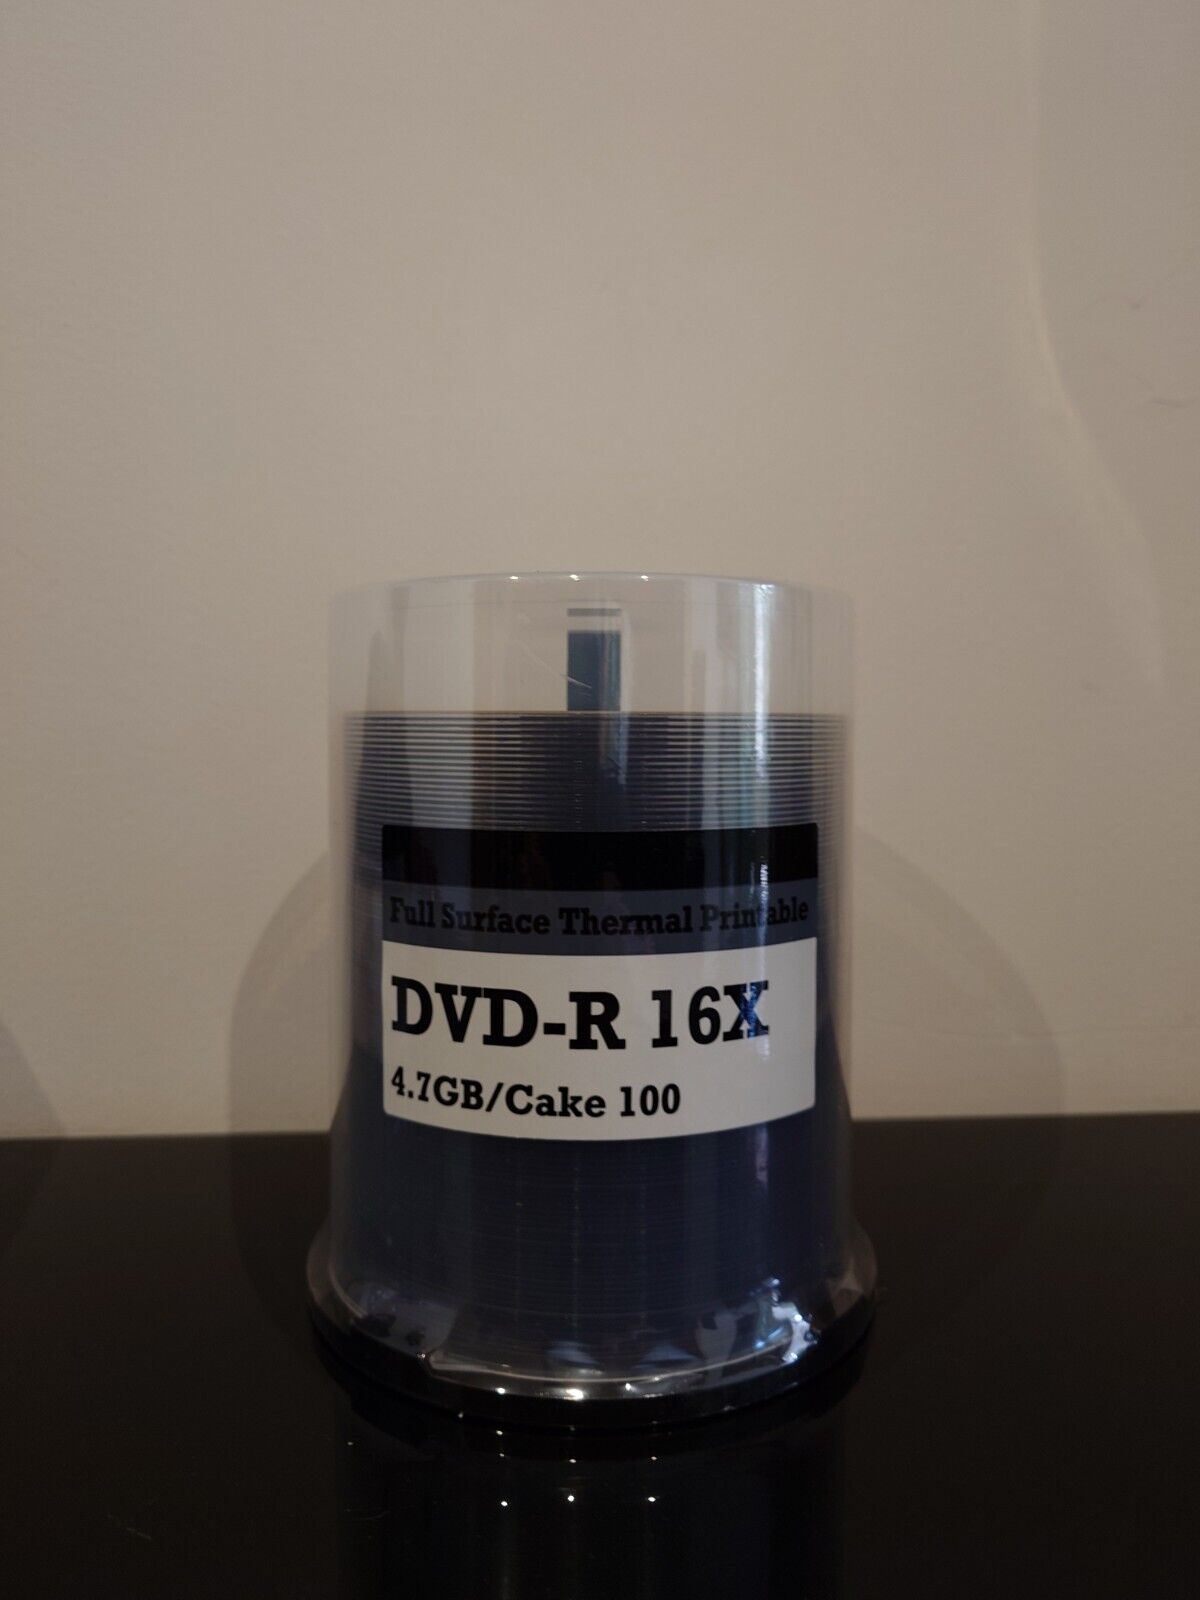 Full Surface Thermal Printable
DVD-R 16X
4.7GB/Cake 100